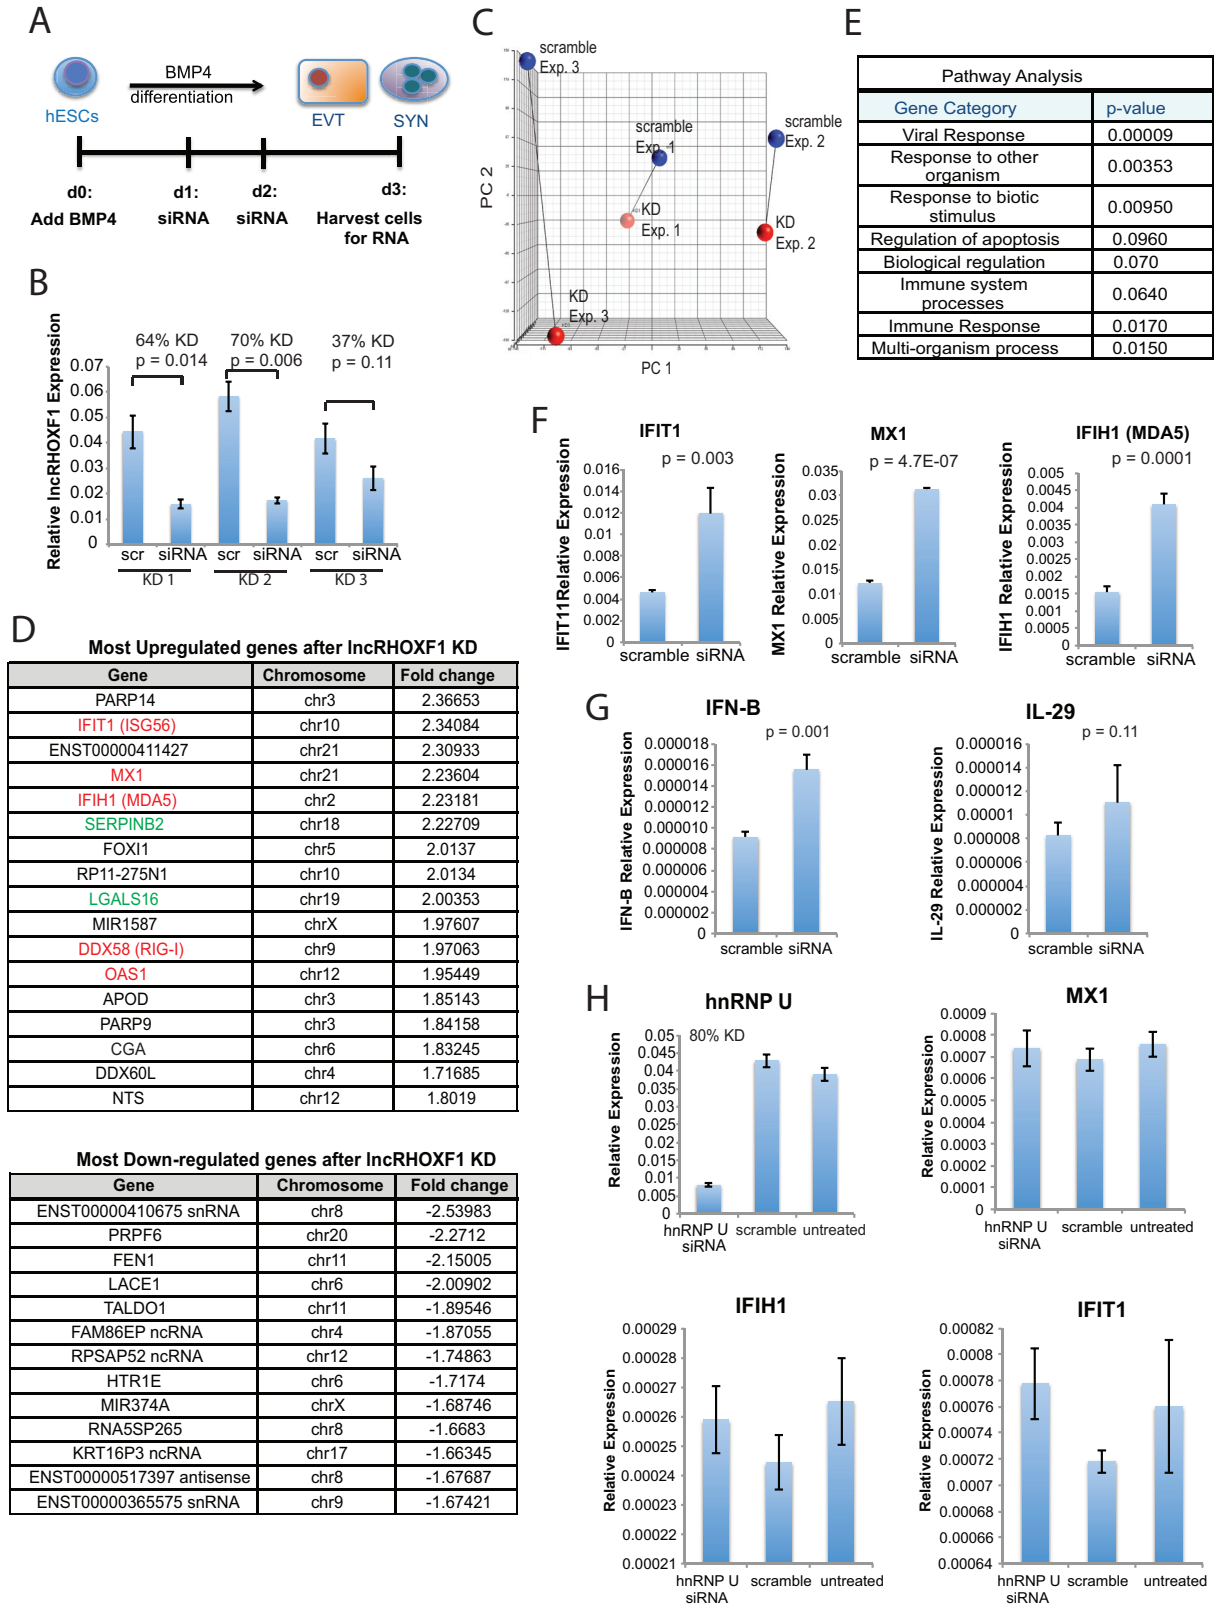 A
BMP4
differentiation
hESCs
EVT
SYN
d0:
d1:
d2:
d3:
Add BMP4
siRNA
siRNA
Harvest cells
for RNA
B
Relative lncRHOXF1 Expression
64% KD
p = 0.014
70% KD
p = 0.006
37% KD
p = 0.11
0.07
0.06
0.05
0.04
0.03
0.02
0.01
0
scr siRNA scr siRNA scr siRNA
KD 1 KD 2 KD 3
C
PC 2
PC 1
scramble
Exp. 3
scramble
Exp. 1
scramble
Exp. 2
KD
Exp. 1
KD
Exp. 2
KD
Exp. 3
D
Most Upregulated genes after lncRHOXF1 KD
Gene Chromosome Fold change
PARP14 chr3 2.36653
IFIT1 (ISG56) chr10 2.34084
ENST00000411427 chr21 2.30933
MX1 chr21 2.23604
IFIH1 (MDA5) chr2 2.23181
SERPINB2 chr18 2.22709
FOXI1 chr5 2.0137
RP11-275N1 chr10 2.0134
LGALS16 chr19 2.00353
MIR1587 chrX 1.97607
DDX58 (RIG-I) chr9 1.97063
OAS1 chr12 1.95449
APOD chr3 1.85143
PARP9 chr3 1.84158
CGA chr6 1.83245
DDX60L chr4 1.71685
NTS chr12 1.8019
Most Down-regulated genes after lncRHOXF1 KD
Gene Chromosome Fold change
ENST00000410675 snRNA chr8 -2.53983
PRPF6 chr20 -2.2712
FEN1 chr11 -2.15005
LACE1 chr6 -2.00902
TALDO1 chr11 -1.89546
FAM86EP ncRNA chr4 -1.87055
RPSAP52 ncRNA chr12 -1.74863
HTR1E chr6 -1.7174
MIR374A chrX -1.68746
RNA5SP265 chr8 -1.6683
KRT16P3 ncRNA chr17 -1.66345
ENST00000517397 antisense chr8 -1.67687
ENST00000365575 snRNA chr9 -1.67421
E
Pathway Analysis
Gene Category p-value
Viral Response 0.00009
Response to other
organism 0.00353
Response to biotic
stimulus 0.00950
Regulation of apoptosis 0.0960
Biological regulation 0.070
Immune system
processes 0.0640
Immune Response 0.0170
Multi-organism process 0.0150
F
IFIT1
p = 0.003
IFIT11Relative Expression
0.016
0.014
0.012
0.01
0.008
0.006
0.004
0.002
0
scramble siRNA
MX1
p = 4.7E-07
MX1 Relative Expression
0.035
0.03
0.025
0.02
0.015
0.01
0.005
0
scramble siRNA
IFIH1 (MDA5)
p = 0.0001
IFIH1 Relative Expression
0.005
0.0045
0.004
0.0035
0.003
0.0025
0.002
0.0015
0.001
0.0005
0
scramble siRNA
G
IFN-B
p = 0.001
IFN-B Relative Expression
0.000018
0.000016
0.000014
0.000012
0.000010
0.000008
0.000006
0.000004
0.000002
0
scramble siRNA
IL-29
p = 0.11
IL-29 Relative Expression
0.000016
0.000014
0.000012
0.00001
0.000008
0.000006
0.000004
0.000002
0
scramble siRNA
H
hnRNP U
80% KD
Relative Expression
0.05
0.045
0.04
0.035
0.03
0.025
0.02
0.015
0.01
0.005
0
hnRNP U scramble untreated
siRNA
MX1
Relative Expression
0.0009
0.0008
0.0007
0.0006
0.0005
0.0004
0.0003
0.0002
0.0001
0
hnRNP U scramble untreated
siRNA
IFIH1
Relative Expression
0.00029
0.00028
0.00027
0.00026
0.00025
0.00024
0.00023
0.00022
0.00021
hnRNP U scramble untreated
siRNA
IFIT1
Relative Expression
0.00082
0.0008
0.00078
0.00076
0.00074
0.00072
0.0007
0.00068
0.00066
0.00064
hnRNP U scramble untreated
siRNA